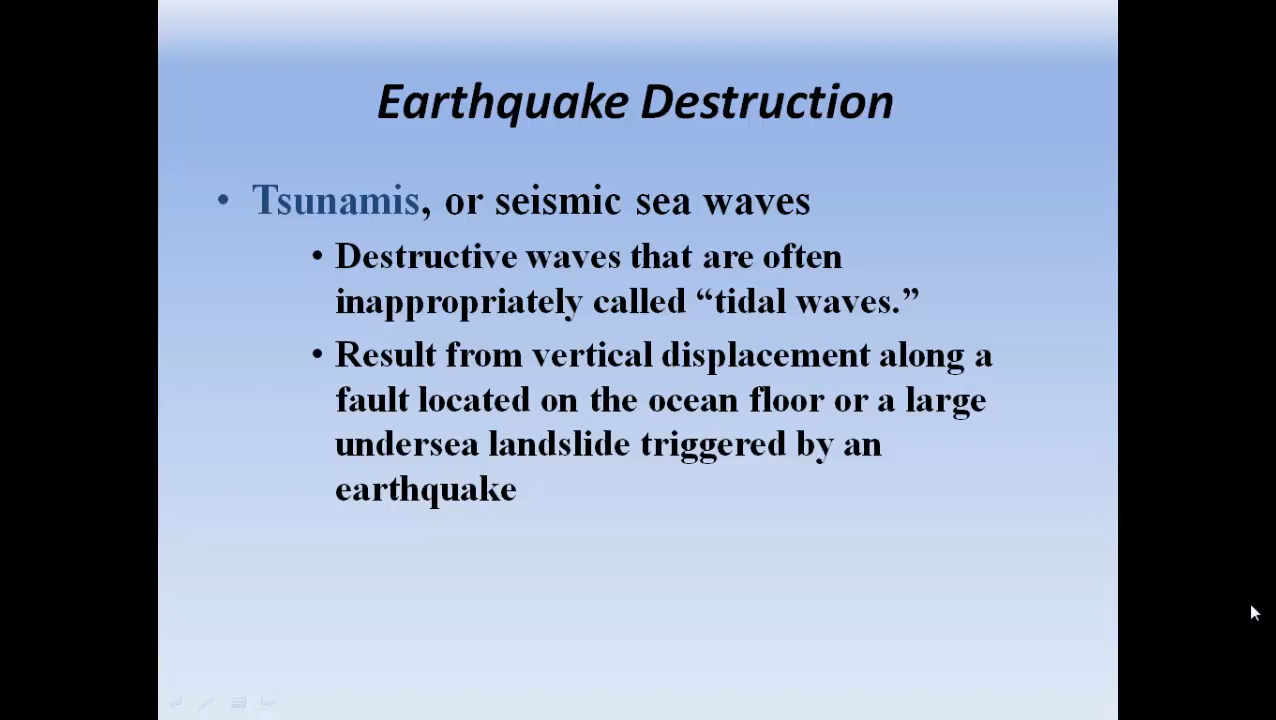 Earthquake Destruction
• Tsunamis, or seismic sea waves
• Destructive waves that are often
inappropriately called “tidal waves.”
• Result from vertical displacement along a
fault located on the ocean floor or a large
undersea landslide triggered by an
earthquake